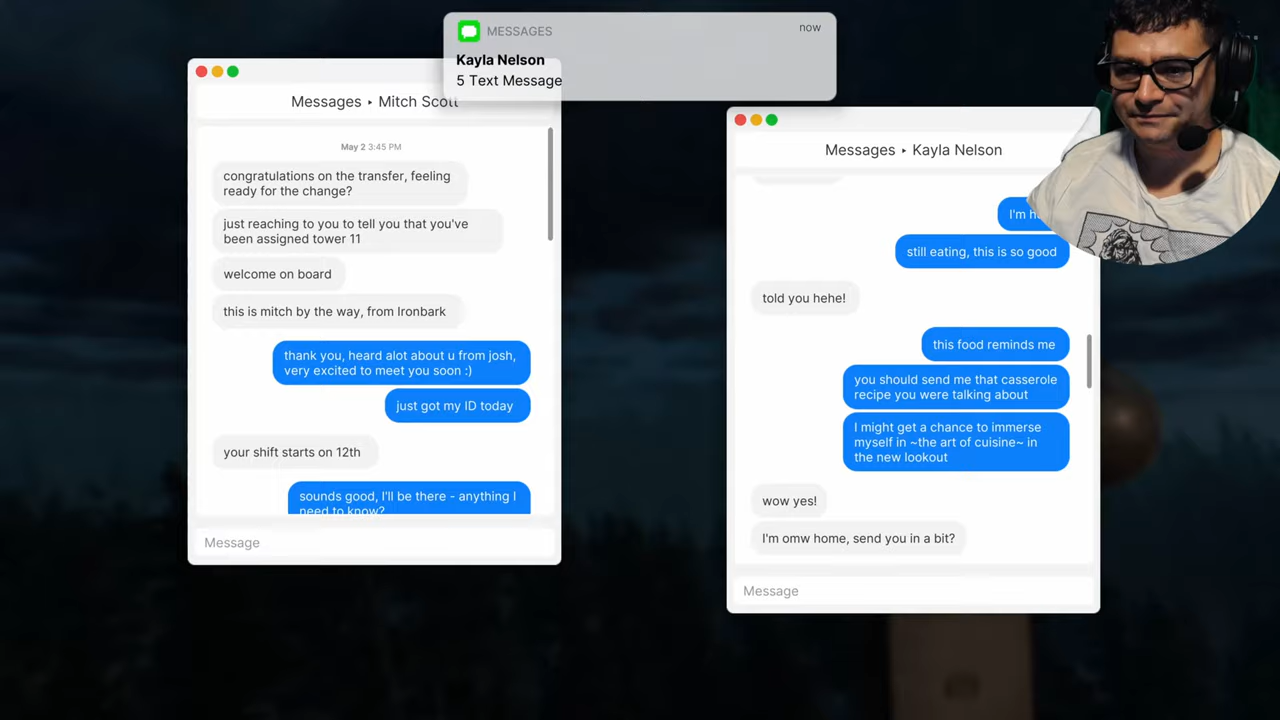 MESSAGES
now
Kayla Nelson
5 Text Message
Messages ▸ Mitch Scott
May 2 3:45 PM
congratulations on the transfer, feeling
ready for the change?
just reaching to you to tell you that you've
been assigned tower 11
welcome on board
this is mitch by the way, from Ironbark
thank you, heard alot about u from josh,
very excited to meet you soon :)
just got my ID today
your shift starts on 12th
sounds good, I'll be there - anything I
need to know?
Message
Messages ▸ Kayla Nelson
I'm
still eating, this is so good
told you hehe!
this food reminds me
you should send me that casserole
recipe you were talking about
I might get a chance to immerse
myself in ~the art of cuisine~ in
the new lookout
wow yes!
I'm omw home, send you in a bit?
Message